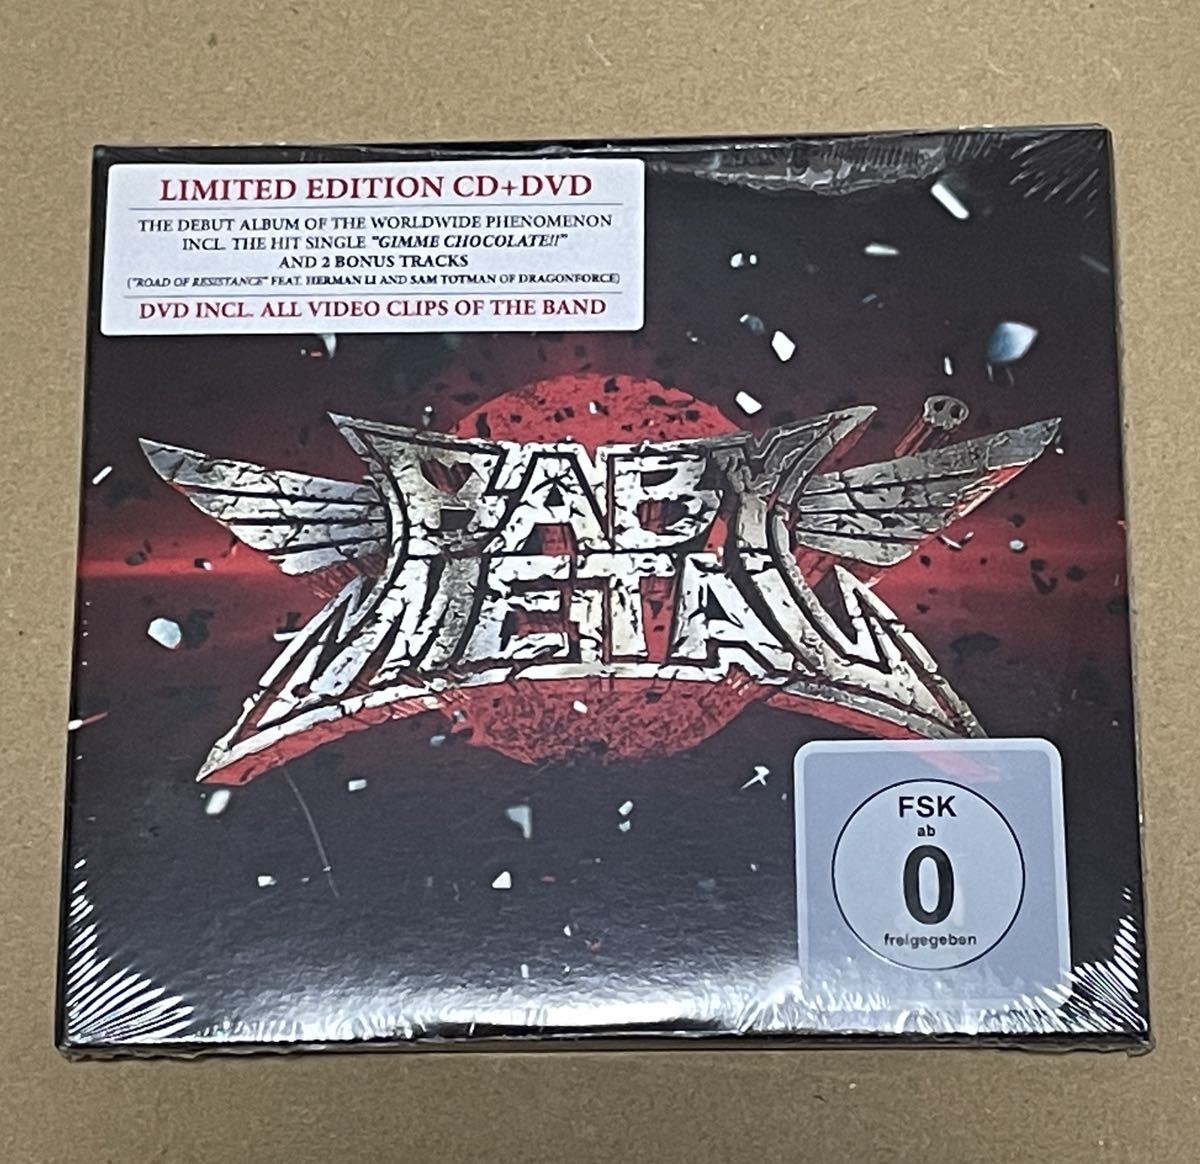 LIMITED EDITION CD+DVD
THE DEBUT ALBUM OF THE WORLDWIDE PHENOMENON
INCL. THE HIT SINGLE "GIMME CHOCOLATE!!"
AND 2 BONUS TRACKS
("ROAD OF RESISTANCE" FEAT. HERMAN LI AND SAM TOTMAN OF DRAGONFORCE)
DVD INCL. ALL VIDEO CLIPS OF THE BAND
BABY
METAL
FSK
ab
0
freigegeben